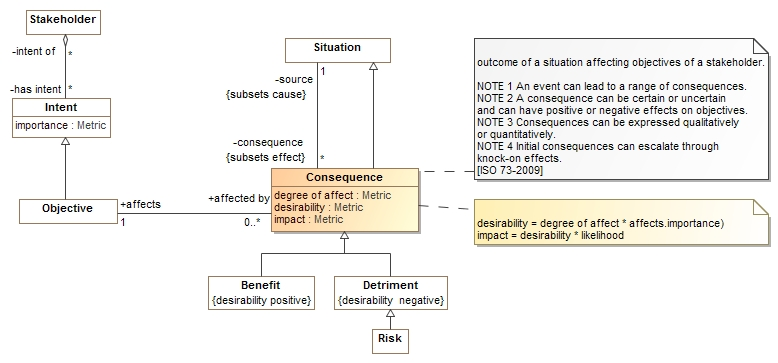 Stakeholder
-intent of
*
-has intent
*
Intent
importance : Metric
Objective
+affects
1
+affected by
0..*
Situation
-source
1
{subsets cause}
-consequence
{subsets effect}
*
Consequence
degree of affect : Metric
desirability : Metric
impact : Metric
Benefit
{desirability positive}
Detriment
{desirability  negative}
Risk
outcome of a situation affecting objectives of a stakeholder.
NOTE 1 An event can lead to a range of consequences.
NOTE 2 A consequence can be certain or uncertain
and can have positive or negative effects on objectives.
NOTE 3 Consequences can be expressed qualitatively
or quantitatively.
NOTE 4 Initial consequences can escalate through
knock-on effects.
[ISO 73-2009]
desirability = degree of affect * affects.importance)
impact = desirability * likelihood